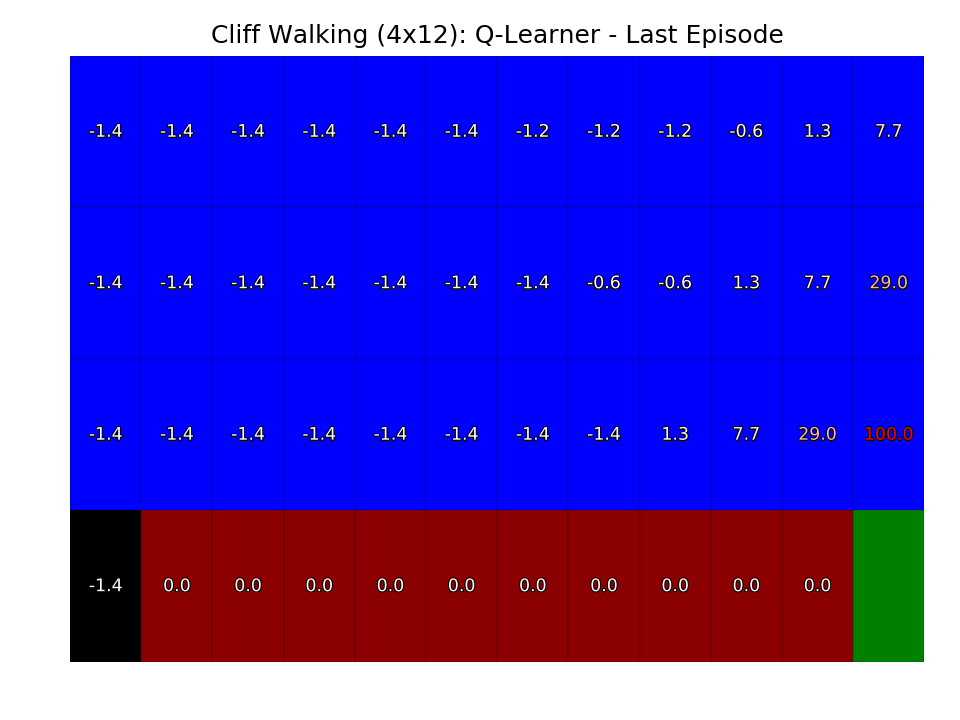 Cliff Walking (4x12): Q-Learner - Last Episode
-1.4 -1.4 -1.4 -1.4 -1.4 -1.4 -1.2 -1.2 -1.2 -0.6 1.3 7.7
-1.4 -1.4 -1.4 -1.4 -1.4 -1.4 -1.4 -0.6 -0.6 1.3 7.7 29.0
-1.4 -1.4 -1.4 -1.4 -1.4 -1.4 -1.4 -1.4 1.3 7.7 29.0 100.0
-1.4 0.0 0.0 0.0 0.0 0.0 0.0 0.0 0.0 0.0 0.0